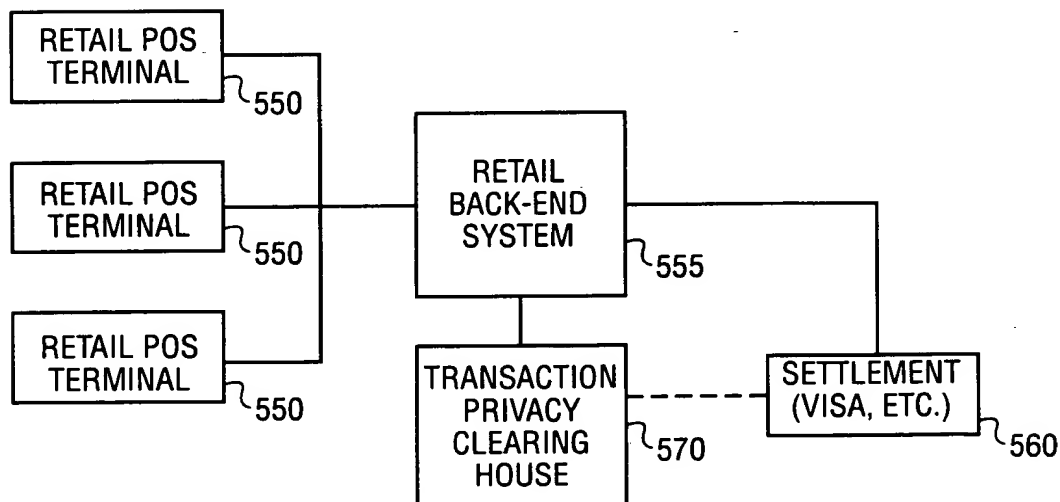 RETAIL POS
TERMINAL
550
RETAIL POS
TERMINAL
550
RETAIL POS
TERMINAL
550
RETAIL
BACK-END
SYSTEM
555
TRANSACTION
PRIVACY
CLEARING
HOUSE
570
SETTLEMENT
(VISA, ETC.)
560